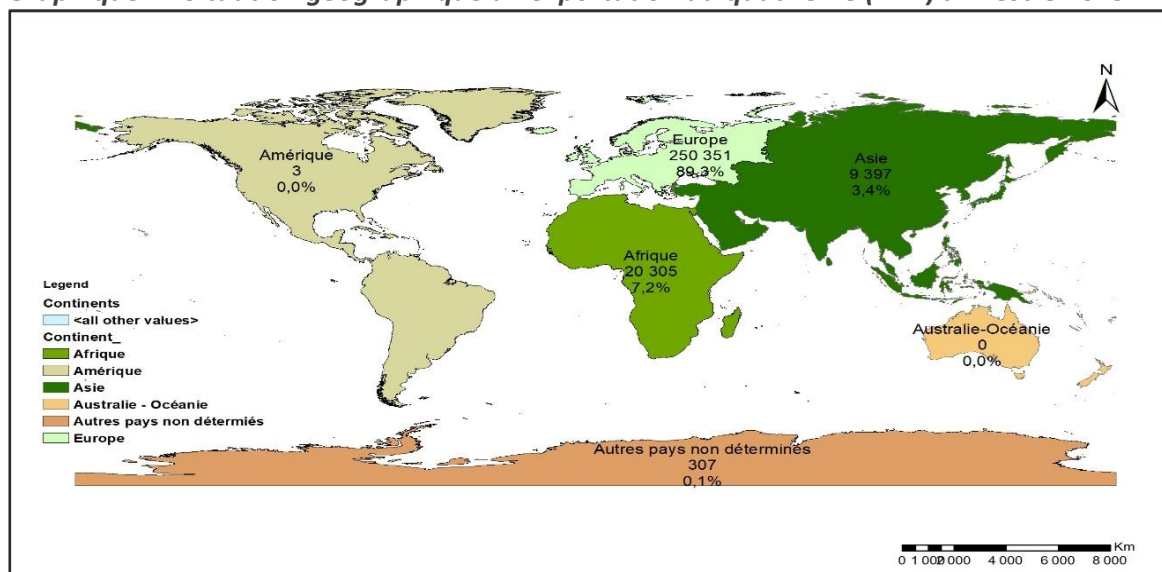 N
Amérique
3
0,0%
Europe
250 351
89,3%
Asie
9 397
3,4%
Afrique
20 305
7,2%
Australie-Océanie
0
0,0%
Legend
Continents
<all other values>
Continent_
Afrique
Amérique
Asie
Australie - Océanie
Autres pays non détermiés
Europe
Autres pays non déterminés
307
0,1%
Km
0 1 000 2 000 4 000 6 000 8 000